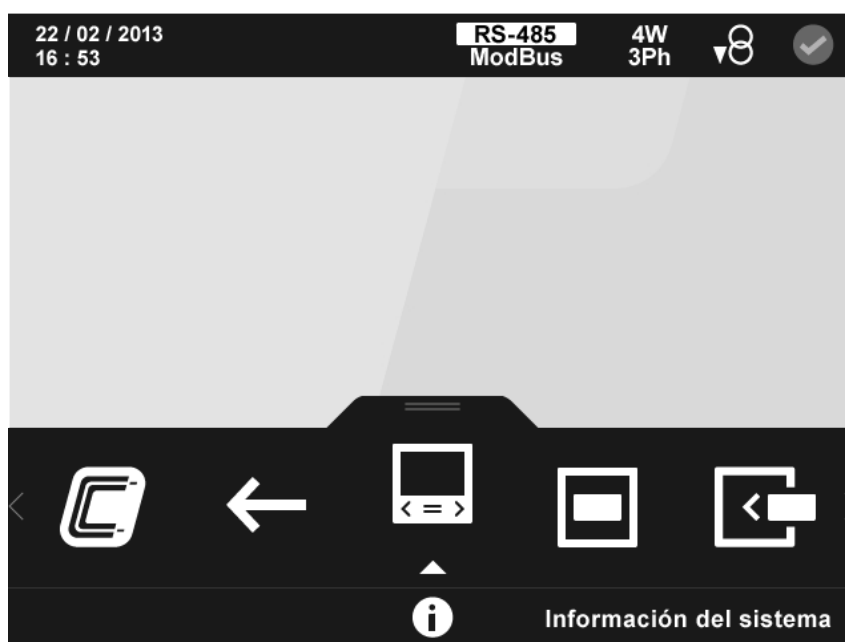 22 / 02 / 2013
16 : 53
RS-485
ModBus
4W
3Ph
< = >
i
Información del sistema